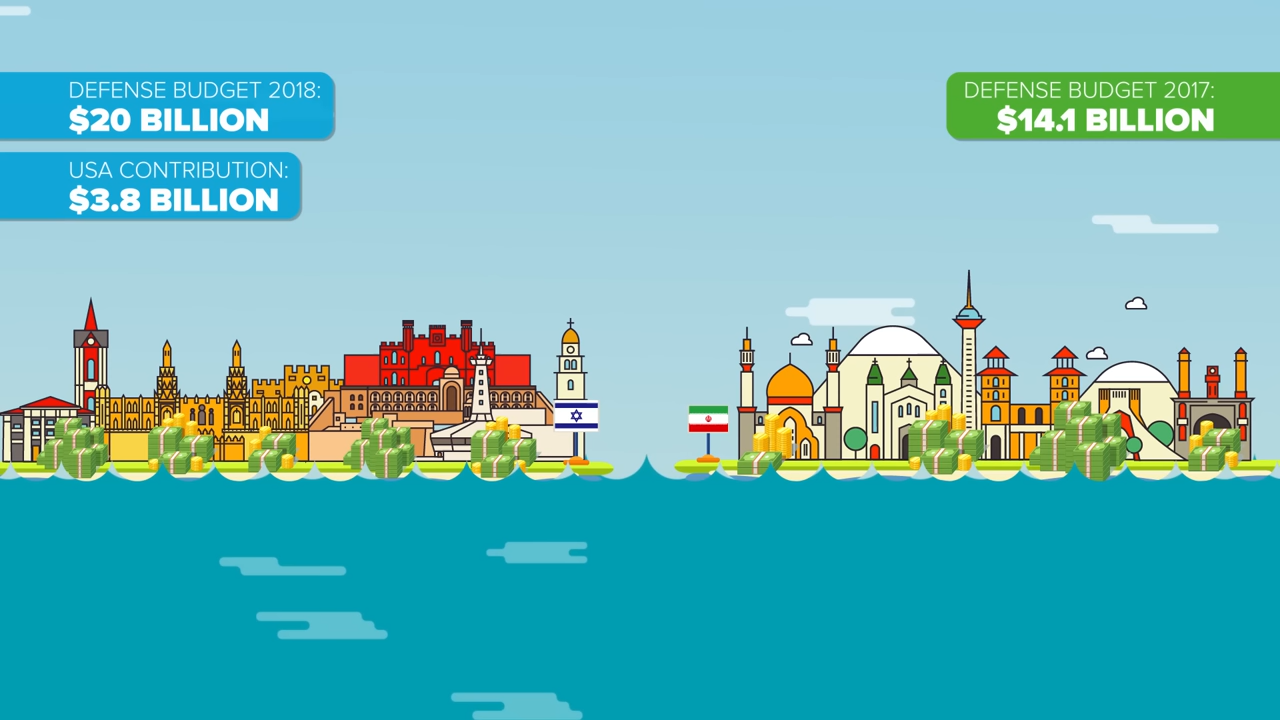 DEFENSE BUDGET 2018:
$20 BILLION
USA CONTRIBUTION:
$3.8 BILLION
DEFENSE BUDGET 2017:
$14.1 BILLION